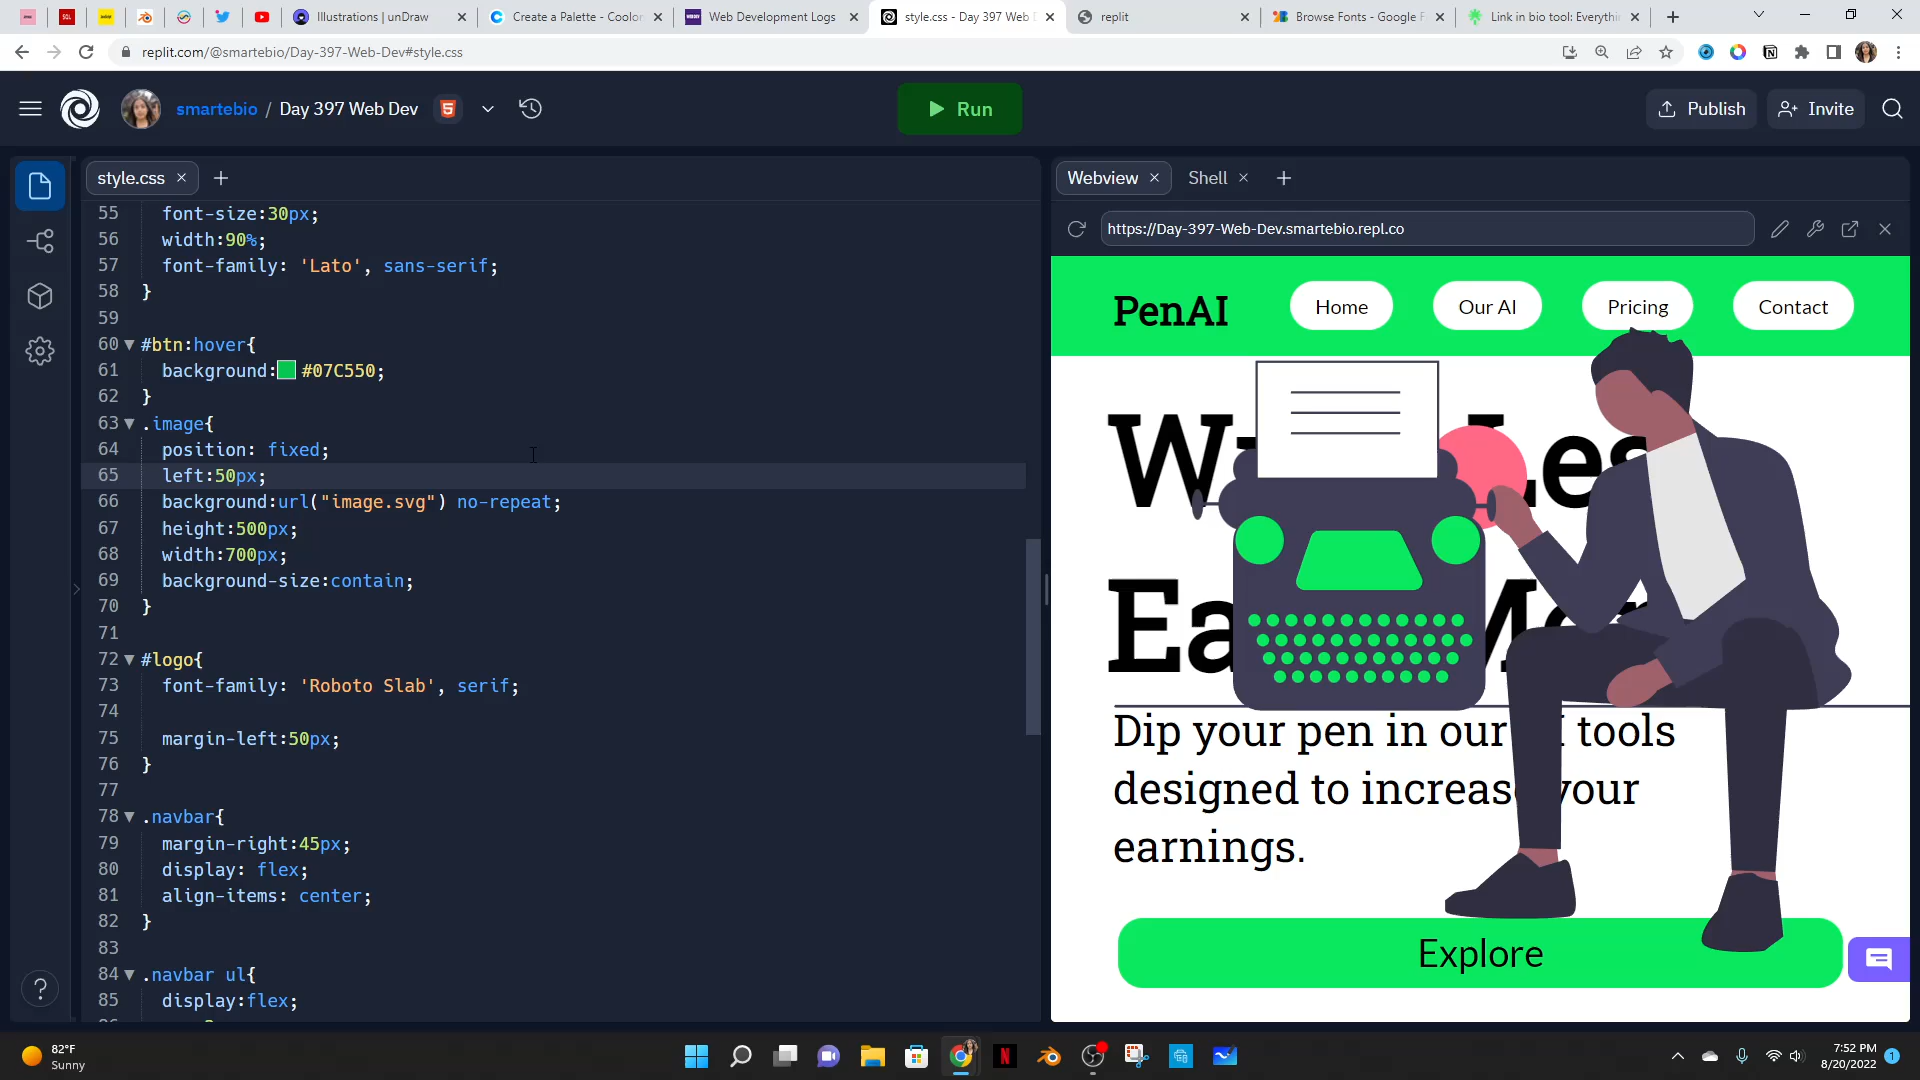 Illustrations | unDraw
Create a Palette - Coolor
Web Development Logs
style.css - Day 397 Web D
replit
Browse Fonts - Google F
Link in bio tool: Everythi
replit.com/@smartebio/Day-397-Web-Dev#style.css
smartebio / Day 397 Web Dev
Run
Publish
Invite
style.css
Webview
Shell
https://Day-397-Web-Dev.smartebio.repl.co
55 font-size:30px;
56 width:90%;
57 font-family: 'Lato', sans-serif;
58 }
59
60 #btn:hover{
61 background: #07C550;
62 }
63 .image{
64 position: fixed;
65 left:50px;
66 background:url("image.svg") no-repeat;
67 height:500px;
68 width:700px;
69 background-size:contain;
70 }
71
72 #logo{
73 font-family: 'Roboto Slab', serif;
74
75 margin-left:50px;
76 }
77
78 .navbar{
79 margin-right:45px;
80 display: flex;
81 align-items: center;
82 }
83
84 .navbar ul{
85 display:flex;
PenAI
Home
Our AI
Pricing
Contact
Dip your pen in our tools
designed to increase your
earnings.
Explore
82°F
Sunny
7:52 PM
8/20/2022
1